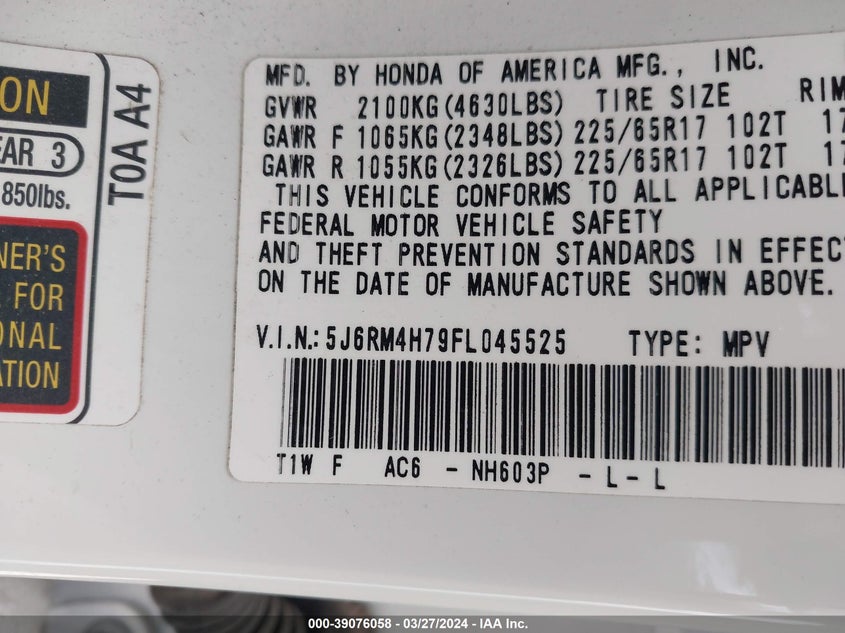 ON
EAR 3
850lbs.
NER'S
FOR
ONAL
ATION
T0A A4
MFD. BY HONDA OF AMERICA MFG., INC.
GVWR 2100KG(4630LBS) TIRE SIZE RIM
GAWR F 1065KG(2348LBS) 225/65R17 102T 17
GAWR R 1055KG(2326LBS) 225/65R17 102T 17
THIS VEHICLE CONFORMS TO ALL APPLICABLE
FEDERAL MOTOR VEHICLE SAFETY
AND THEFT PREVENTION STANDARDS IN EFFECT
ON THE DATE OF MANUFACTURE SHOWN ABOVE.
V.I.N.: 5J6RM4H79FL045525 TYPE: MPV
T1W F AC6 - NH603P - L - L
000-39076058 - 03/27/2024 - IAA Inc.